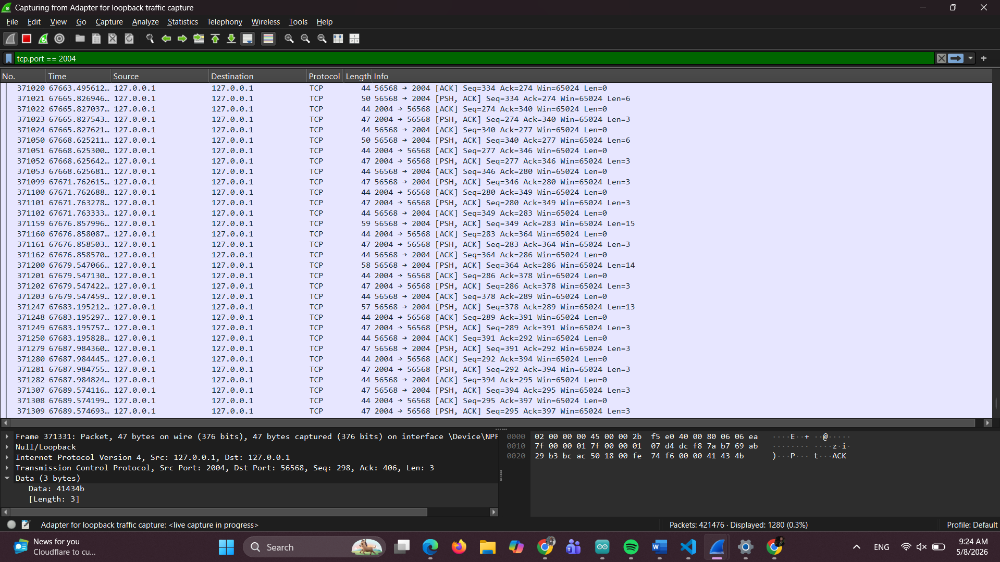 Capturing from Adapter for loopback traffic capture
File Edit View Go Capture Analyze Statistics Telephony Wireless Tools Help
tcp.port == 2004
No. Time Source Destination Protocol Length Info
371020 67663.495612… 127.0.0.1 127.0.0.1 TCP 44 56568 → 2004 [ACK] Seq=334 Ack=274 Win=65024 Len=0
371021 67665.826946… 127.0.0.1 127.0.0.1 TCP 50 56568 → 2004 [PSH, ACK] Seq=334 Ack=274 Win=65024 Len=6
371022 67665.827037… 127.0.0.1 127.0.0.1 TCP 44 2004 → 56568 [ACK] Seq=274 Ack=340 Win=65024 Len=0
371023 67665.827543… 127.0.0.1 127.0.0.1 TCP 47 2004 → 56568 [PSH, ACK] Seq=274 Ack=340 Win=65024 Len=3
371024 67665.827621… 127.0.0.1 127.0.0.1 TCP 44 56568 → 2004 [ACK] Seq=340 Ack=277 Win=65024 Len=0
371050 67668.625211… 127.0.0.1 127.0.0.1 TCP 50 56568 → 2004 [PSH, ACK] Seq=340 Ack=277 Win=65024 Len=6
371051 67668.625300… 127.0.0.1 127.0.0.1 TCP 44 2004 → 56568 [ACK] Seq=277 Ack=346 Win=65024 Len=0
371052 67668.625642… 127.0.0.1 127.0.0.1 TCP 47 2004 → 56568 [PSH, ACK] Seq=277 Ack=346 Win=65024 Len=3
371053 67668.625681… 127.0.0.1 127.0.0.1 TCP 44 56568 → 2004 [ACK] Seq=346 Ack=280 Win=65024 Len=0
371099 67671.762615… 127.0.0.1 127.0.0.1 TCP 47 56568 → 2004 [PSH, ACK] Seq=346 Ack=280 Win=65024 Len=3
371100 67671.762688… 127.0.0.1 127.0.0.1 TCP 44 2004 → 56568 [ACK] Seq=280 Ack=349 Win=65024 Len=0
371101 67671.763278… 127.0.0.1 127.0.0.1 TCP 47 2004 → 56568 [PSH, ACK] Seq=280 Ack=349 Win=65024 Len=3
371102 67671.763333… 127.0.0.1 127.0.0.1 TCP 44 56568 → 2004 [ACK] Seq=349 Ack=283 Win=65024 Len=0
371159 67676.857996… 127.0.0.1 127.0.0.1 TCP 59 56568 → 2004 [PSH, ACK] Seq=349 Ack=283 Win=65024 Len=15
371160 67676.858087… 127.0.0.1 127.0.0.1 TCP 44 2004 → 56568 [ACK] Seq=283 Ack=364 Win=65024 Len=0
371161 67676.858503… 127.0.0.1 127.0.0.1 TCP 47 2004 → 56568 [PSH, ACK] Seq=283 Ack=364 Win=65024 Len=3
371162 67676.858570… 127.0.0.1 127.0.0.1 TCP 44 56568 → 2004 [ACK] Seq=364 Ack=286 Win=65024 Len=0
371200 67679.547066… 127.0.0.1 127.0.0.1 TCP 58 56568 → 2004 [PSH, ACK] Seq=364 Ack=286 Win=65024 Len=14
371201 67679.547130… 127.0.0.1 127.0.0.1 TCP 44 2004 → 56568 [ACK] Seq=286 Ack=378 Win=65024 Len=0
371202 67679.547422… 127.0.0.1 127.0.0.1 TCP 47 2004 → 56568 [PSH, ACK] Seq=286 Ack=378 Win=65024 Len=3
371203 67679.547459… 127.0.0.1 127.0.0.1 TCP 44 56568 → 2004 [ACK] Seq=378 Ack=289 Win=65024 Len=0
371247 67683.195212… 127.0.0.1 127.0.0.1 TCP 57 56568 → 2004 [PSH, ACK] Seq=378 Ack=289 Win=65024 Len=13
371248 67683.195297… 127.0.0.1 127.0.0.1 TCP 44 2004 → 56568 [ACK] Seq=289 Ack=391 Win=65024 Len=0
371249 67683.195757… 127.0.0.1 127.0.0.1 TCP 47 2004 → 56568 [PSH, ACK] Seq=289 Ack=391 Win=65024 Len=3
371250 67683.195828… 127.0.0.1 127.0.0.1 TCP 44 56568 → 2004 [ACK] Seq=391 Ack=292 Win=65024 Len=0
371279 67687.984360… 127.0.0.1 127.0.0.1 TCP 47 56568 → 2004 [PSH, ACK] Seq=391 Ack=292 Win=65024 Len=3
371280 67687.984445… 127.0.0.1 127.0.0.1 TCP 44 2004 → 56568 [ACK] Seq=292 Ack=394 Win=65024 Len=0
371281 67687.984755… 127.0.0.1 127.0.0.1 TCP 47 2004 → 56568 [PSH, ACK] Seq=292 Ack=394 Win=65024 Len=3
371282 67687.984824… 127.0.0.1 127.0.0.1 TCP 44 56568 → 2004 [ACK] Seq=394 Ack=295 Win=65024 Len=0
371307 67689.574116… 127.0.0.1 127.0.0.1 TCP 47 56568 → 2004 [PSH, ACK] Seq=394 Ack=295 Win=65024 Len=3
371308 67689.574199… 127.0.0.1 127.0.0.1 TCP 44 2004 → 56568 [ACK] Seq=295 Ack=397 Win=65024 Len=0
371309 67689.574693… 127.0.0.1 127.0.0.1 TCP 47 2004 → 56568 [PSH, ACK] Seq=295 Ack=397 Win=65024 Len=3
Frame 371331: Packet, 47 bytes on wire (376 bits), 47 bytes captured (376 bits) on interface \Device\NPF
Null/Loopback
Internet Protocol Version 4, Src: 127.0.0.1, Dst: 127.0.0.1
Transmission Control Protocol, Src Port: 2004, Dst Port: 56568, Seq: 298, Ack: 406, Len: 3
Data (3 bytes)
Data: 41434b
[Length: 3]
0000 02 00 00 00 45 00 00 2b f5 e0 40 00 80 06 06 ea ····E··+ ··@·····
0010 7f 00 00 01 7f 00 00 01 07 d4 dc f8 7a b7 69 ab ········ ····z·i·
0020 29 b3 bc ac 50 18 00 fe 74 f6 00 00 41 43 4b )···P··· t···ACK
Adapter for loopback traffic capture: <live capture in progress>
Packets: 421476 · Displayed: 1280 (0.3%)
Profile: Default
News for you
Cloudflare to cu...
Search
ENG
9:24 AM
5/8/2026